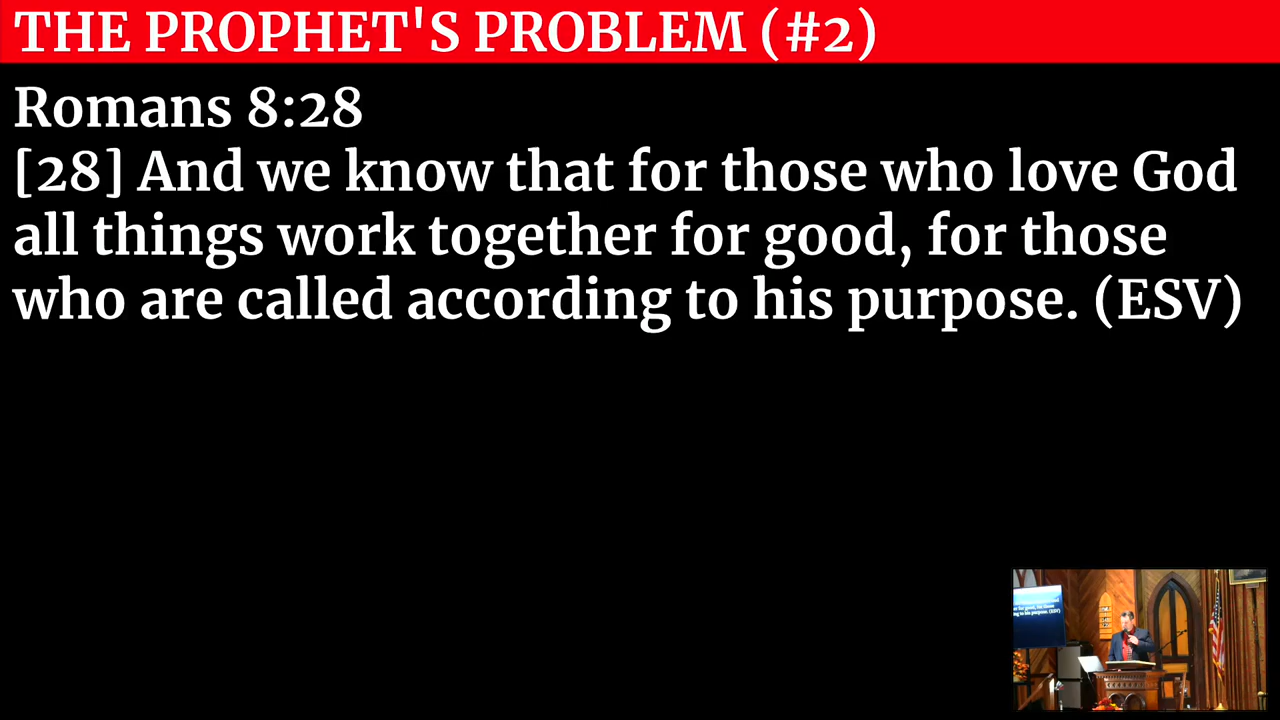 THE PROPHET'S PROBLEM (#2)
Romans 8:28
[28] And we know that for those who love God
all things work together for good, for those
who are called according to his purpose. (ESV)